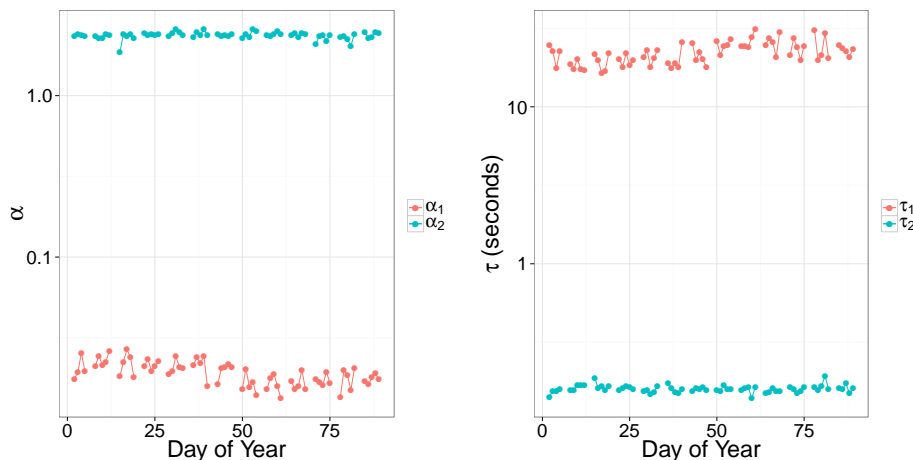 α
1.0
0.1
0
25
50
75
Day of Year
α1
α2
τ (seconds)
10
1
0
25
50
75
Day of Year
τ1
τ2